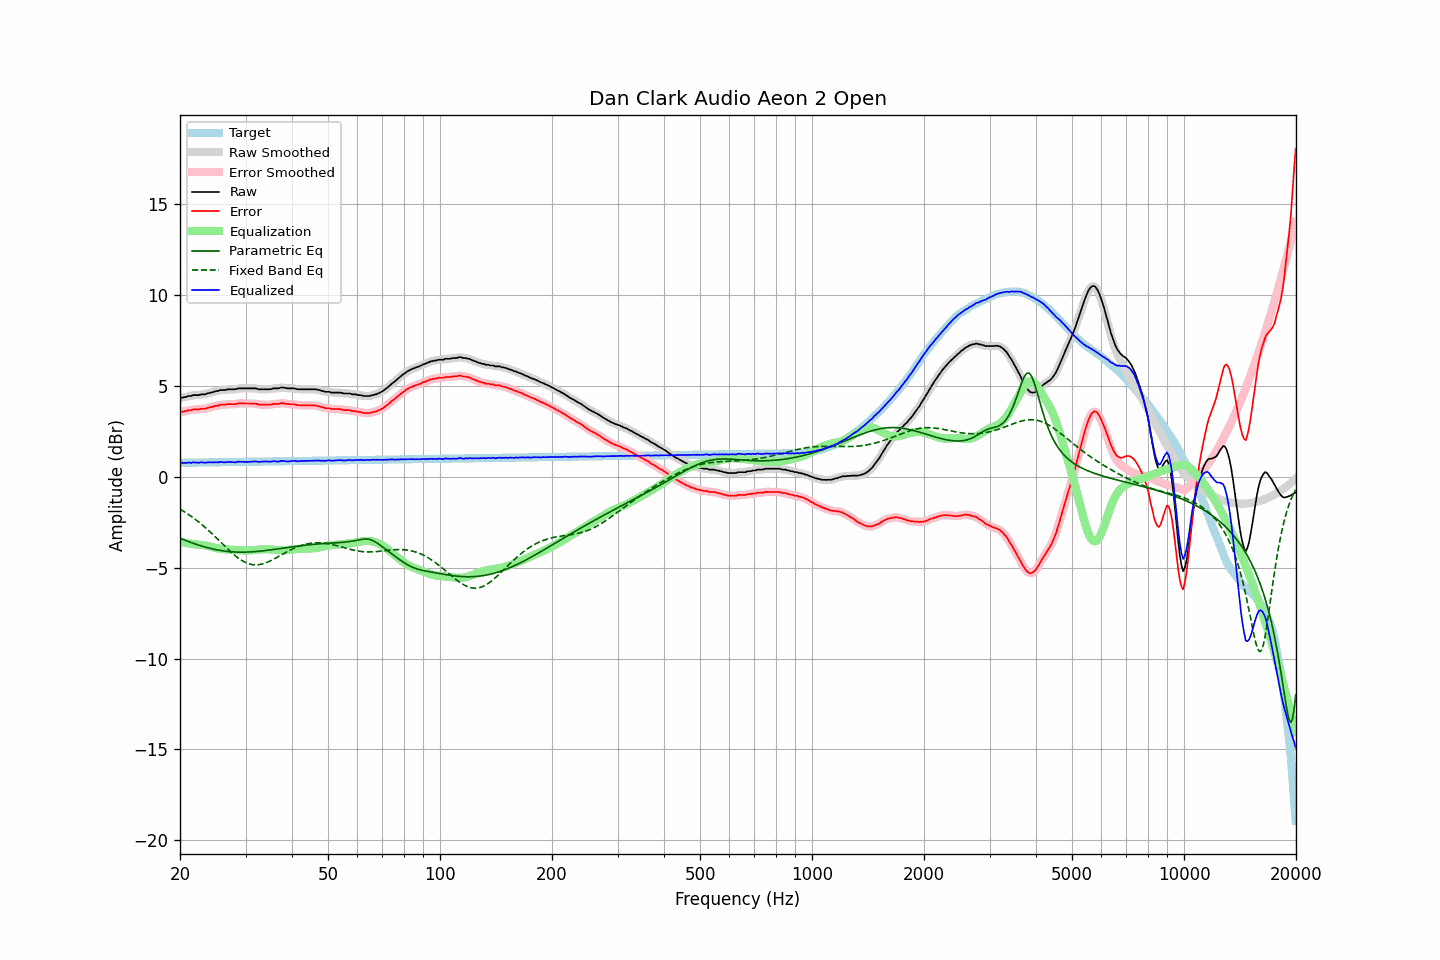 Dan Clark Audio Aeon 2 Open
Target
Raw Smoothed
Error Smoothed
Raw
Error
Equalization
Parametric Eq
Fixed Band Eq
Equalized
Amplitude (dBr)
15
10
5
0
−5
−10
−15
−20
20 50 100 200 500 1000 2000 5000 10000 20000
Frequency (Hz)